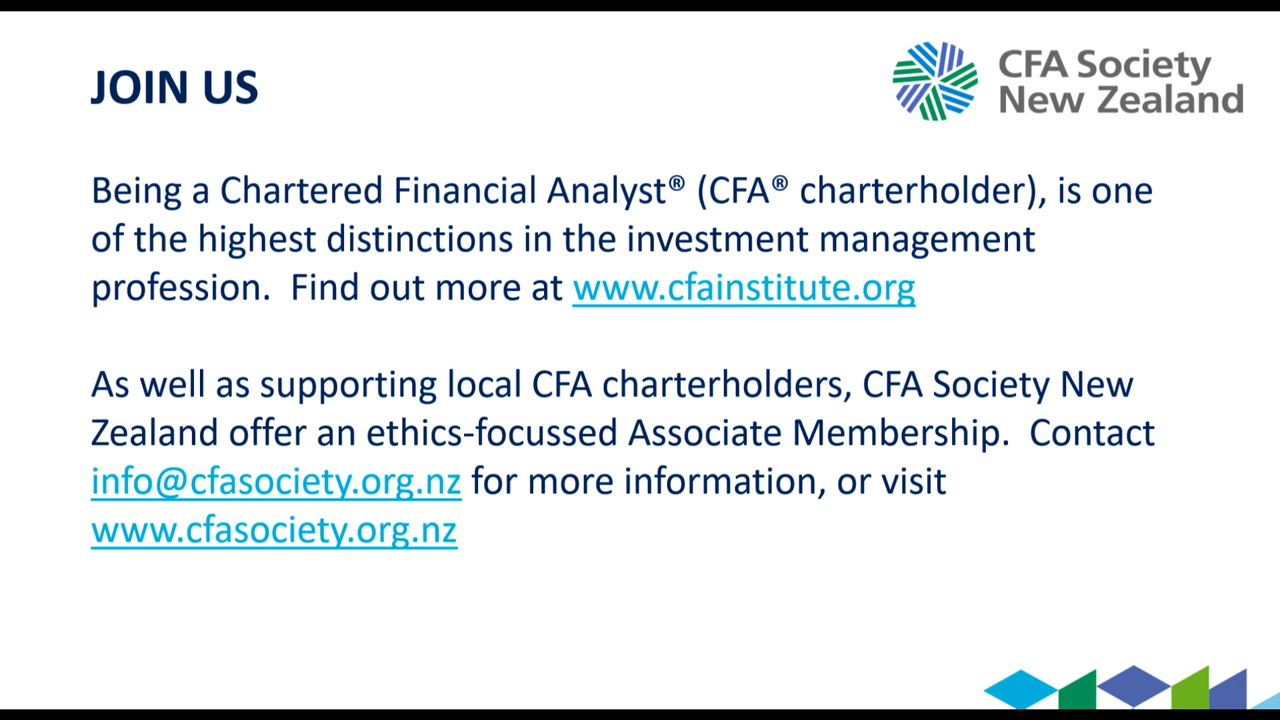 JOIN US
CFA Society
New Zealand
Being a Chartered Financial Analyst® (CFA® charterholder), is one
of the highest distinctions in the investment management
profession.  Find out more at www.cfainstitute.org
As well as supporting local CFA charterholders, CFA Society New
Zealand offer an ethics-focussed Associate Membership.  Contact
info@cfasociety.org.nz for more information, or visit
www.cfasociety.org.nz